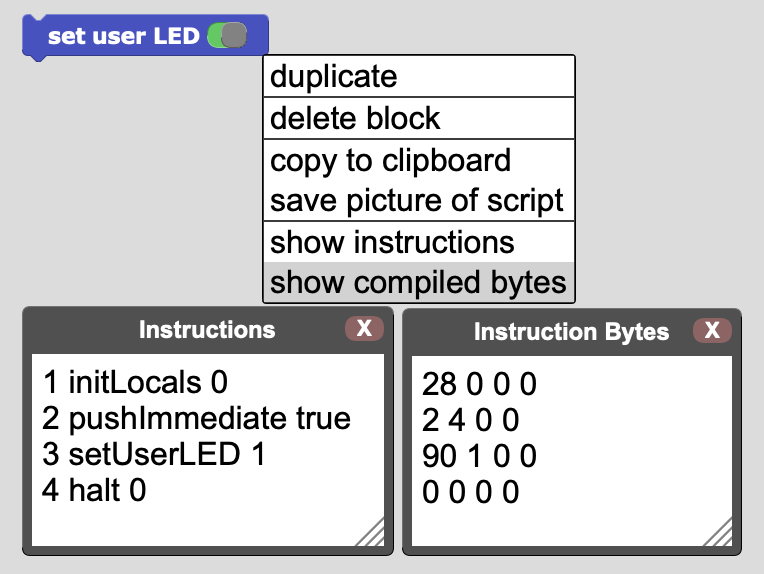 set user LED
duplicate
delete block
copy to clipboard
save picture of script
show instructions
show compiled bytes
Instructions X
1 initLocals 0
2 pushImmediate true
3 setUserLED 1
4 halt 0
Instruction Bytes X
28 0 0 0
2 4 0 0
90 1 0 0
0 0 0 0